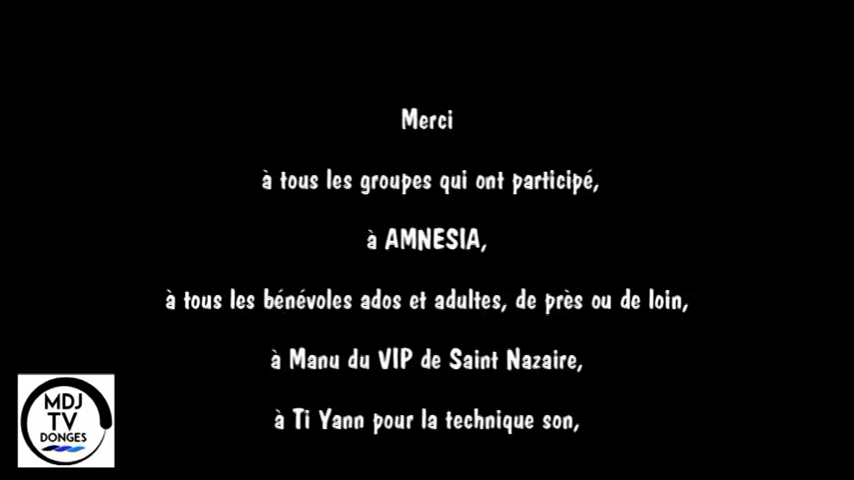 Merci
à tous les groupes qui ont participé,
à AMNESIA,
à tous les bénévoles ados et adultes, de près ou de loin,
à Manu du VIP de Saint Nazaire,
à Ti Yann pour la technique son,
MDJ
TV
DONGES